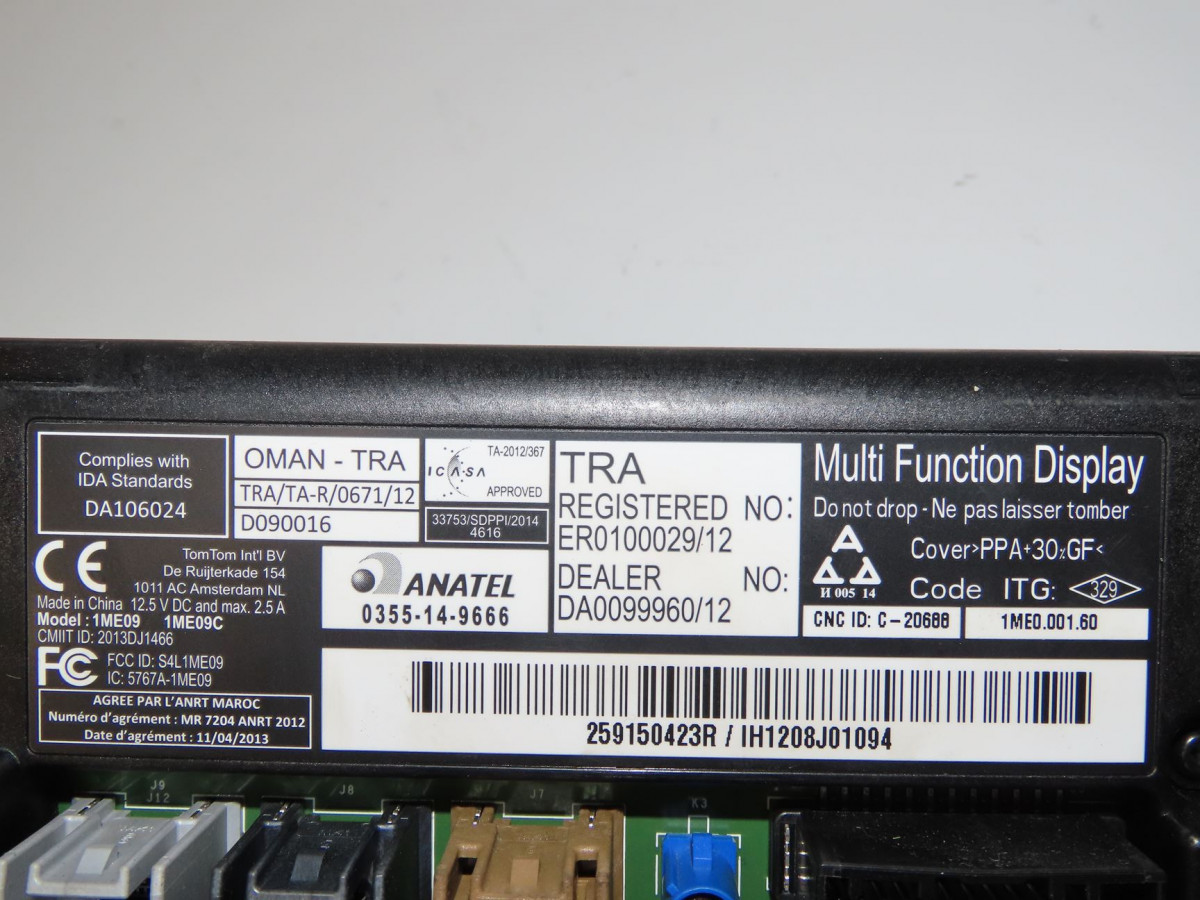 Complies with
IDA Standards
DA106024
OMAN - TRA
TRA/TA-R/0671/12
D090016
TA-2012/367
ICASA
APPROVED
33753/SDPPI/2014
4616
TRA
REGISTERED NO:
ER0100029/12
DEALER NO:
DA0099960/12
Multi Function Display
Do not drop - Ne pas laisser tomber
Cover>PPA+30%GF<
И 005 14
Code ITG: 329
CNC ID: C-20688
1ME0.001.60
CE
TomTom Int'l BV
De Ruijterkade 154
1011 AC Amsterdam NL
Made in China 12.5 V DC and max. 2.5 A
Model : 1ME09 1ME09C
CMIIT ID: 2013DJ1466
FC
FCC ID: S4L1ME09
IC: 5767A-1ME09
AGREE PAR L'ANRT MAROC
Numéro d'agrément : MR 7204 ANRT 2012
Date d'agrément : 11/04/2013
ANATEL
0355-14-9666
259150423R / IH1208J01094
J9
J12
J8
J7
K3